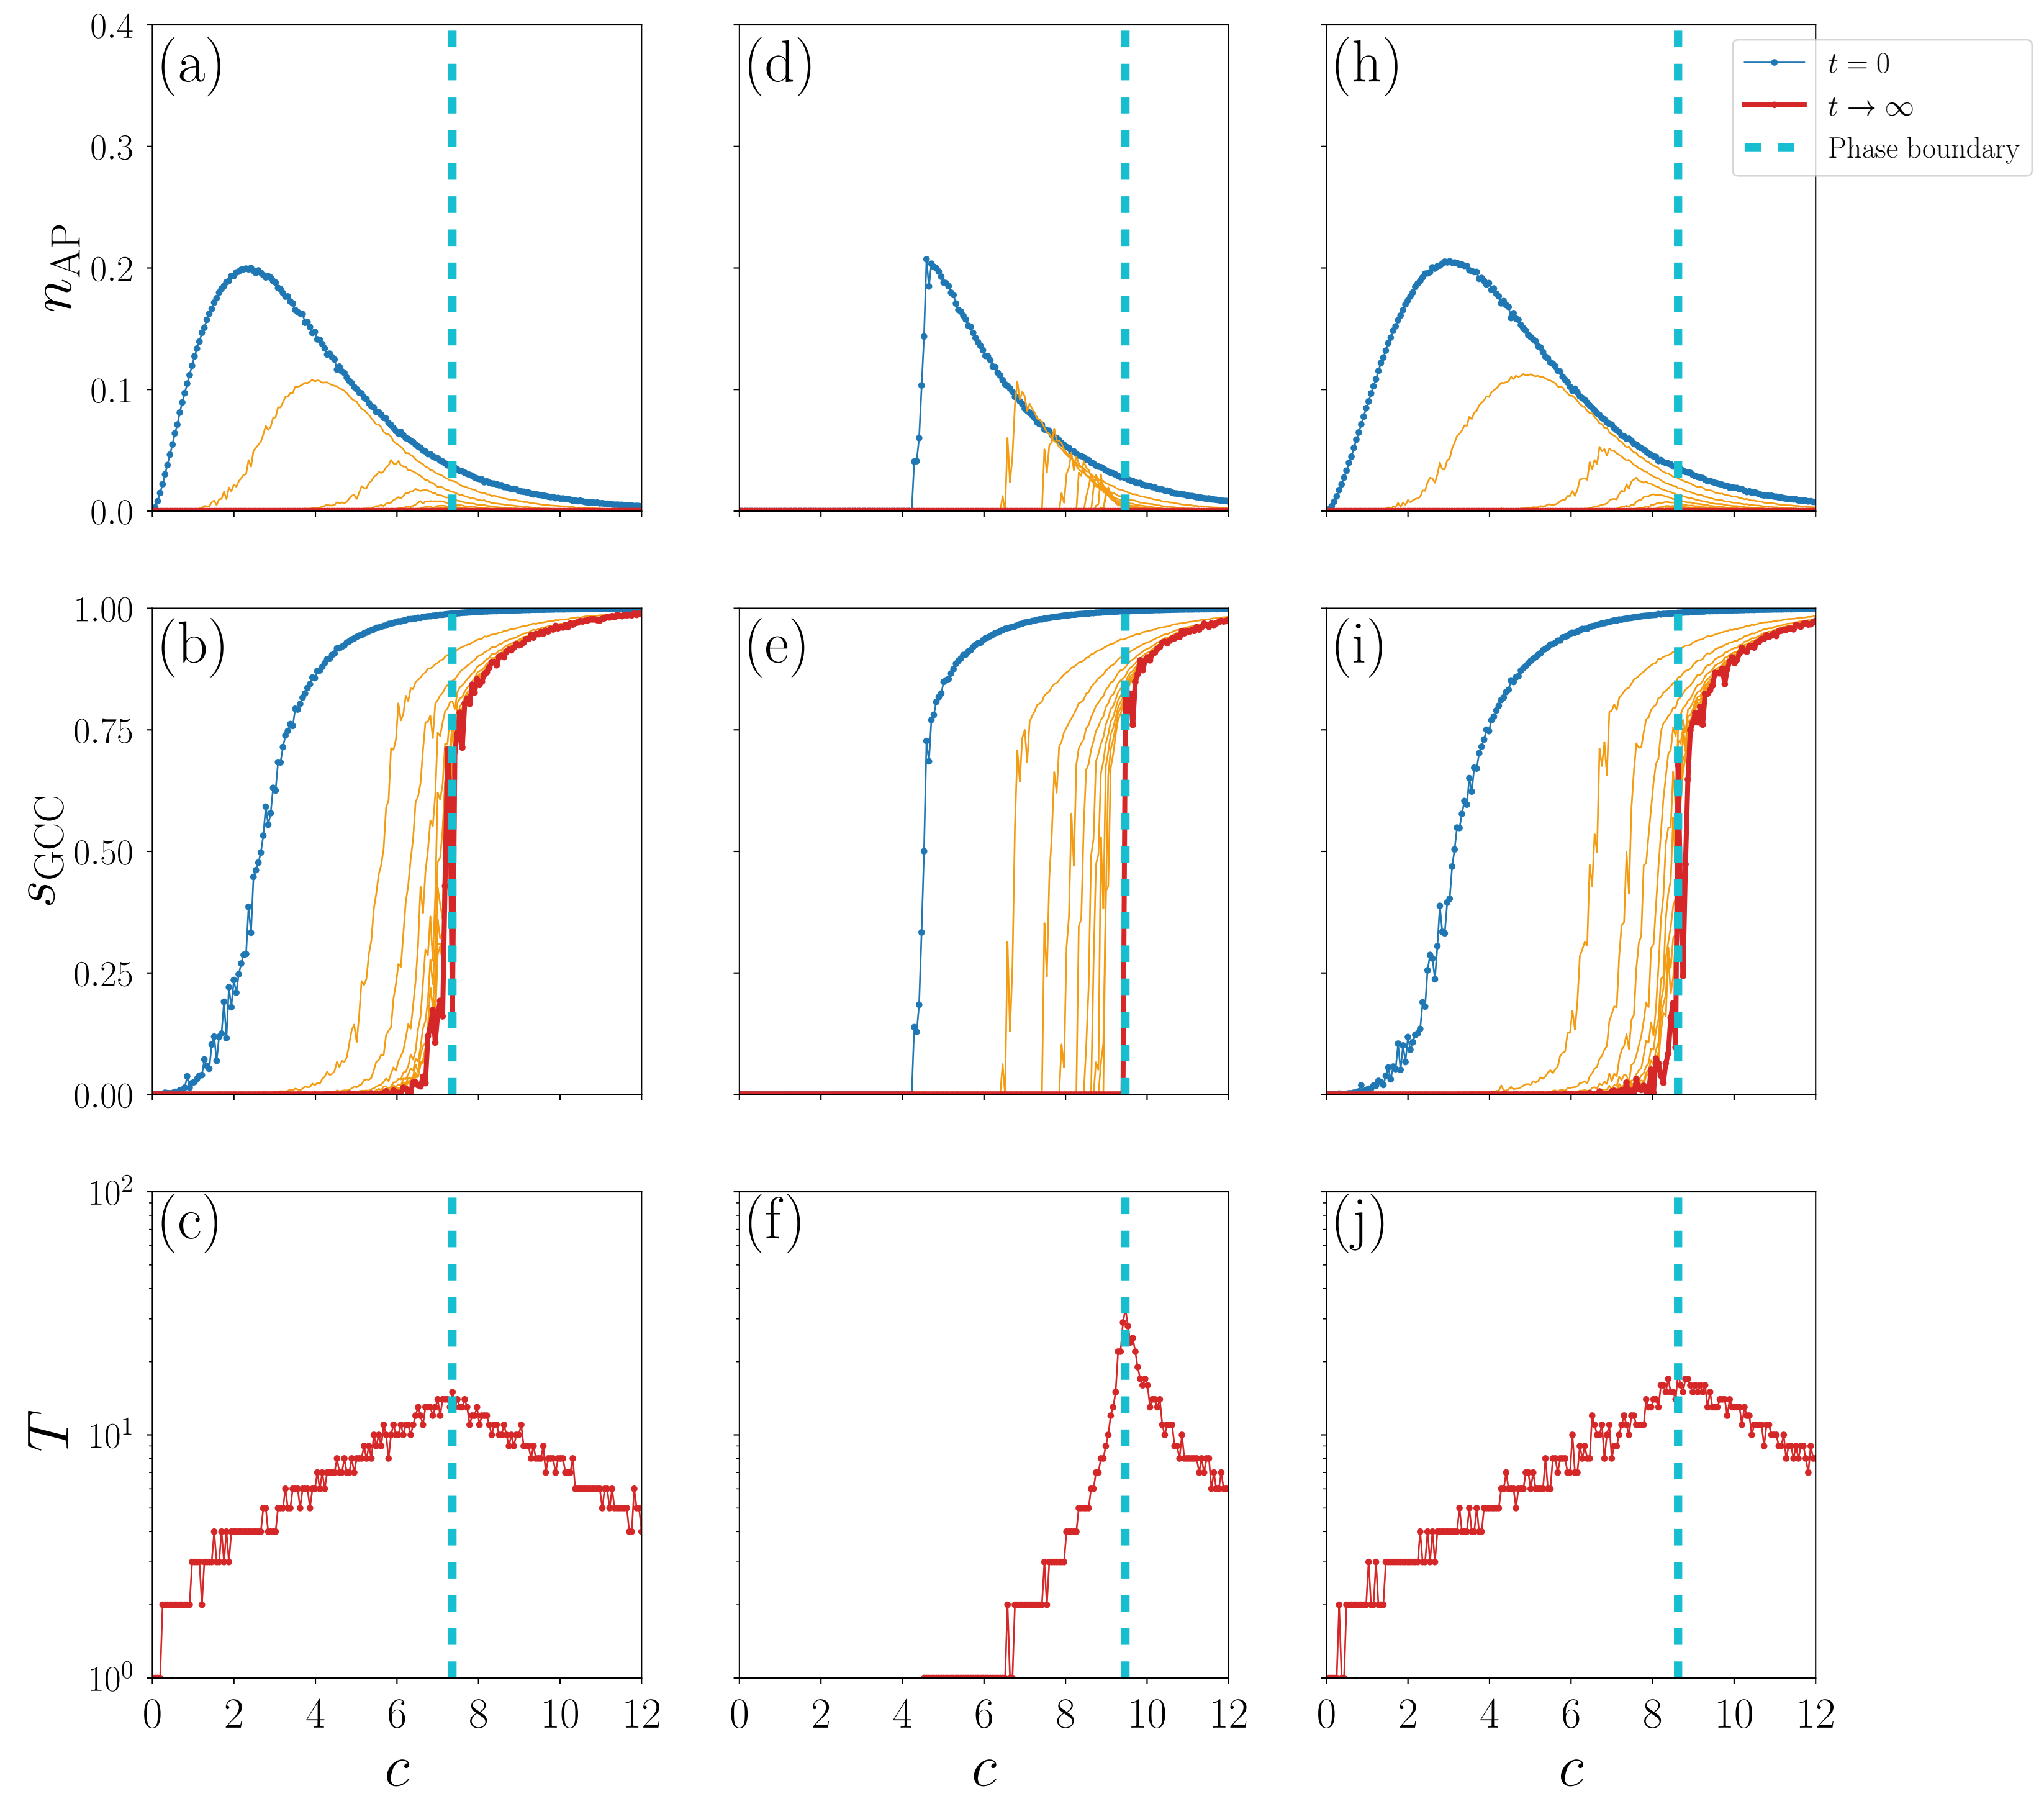 0.4
0.3
0.2
0.1
0.0
n_AP
(a)
(d)
(h)
t = 0
t → ∞
Phase boundary
1.00
0.75
0.50
0.25
0.00
s_GCC
(b)
(e)
(i)
10^2
10^1
10^0
T
(c)
(f)
(j)
0 2 4 6 8 10 12
0 2 4 6 8 10 12
0 2 4 6 8 10 12
c
c
c